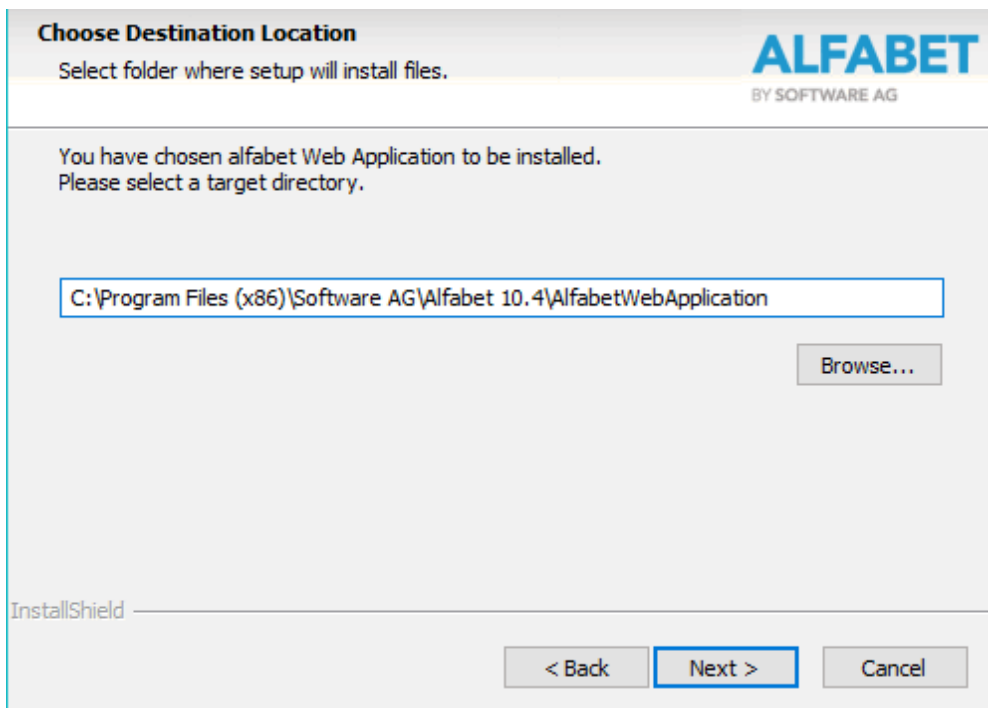 Choose Destination Location
Select folder where setup will install files.
ALFABET
BY SOFTWARE AG
You have chosen alfabet Web Application to be installed.
Please select a target directory.
C:\Program Files (x86)\Software AG\Alfabet 10.4\AlfabetWebApplication
Browse...
InstallShield
< Back Next > Cancel